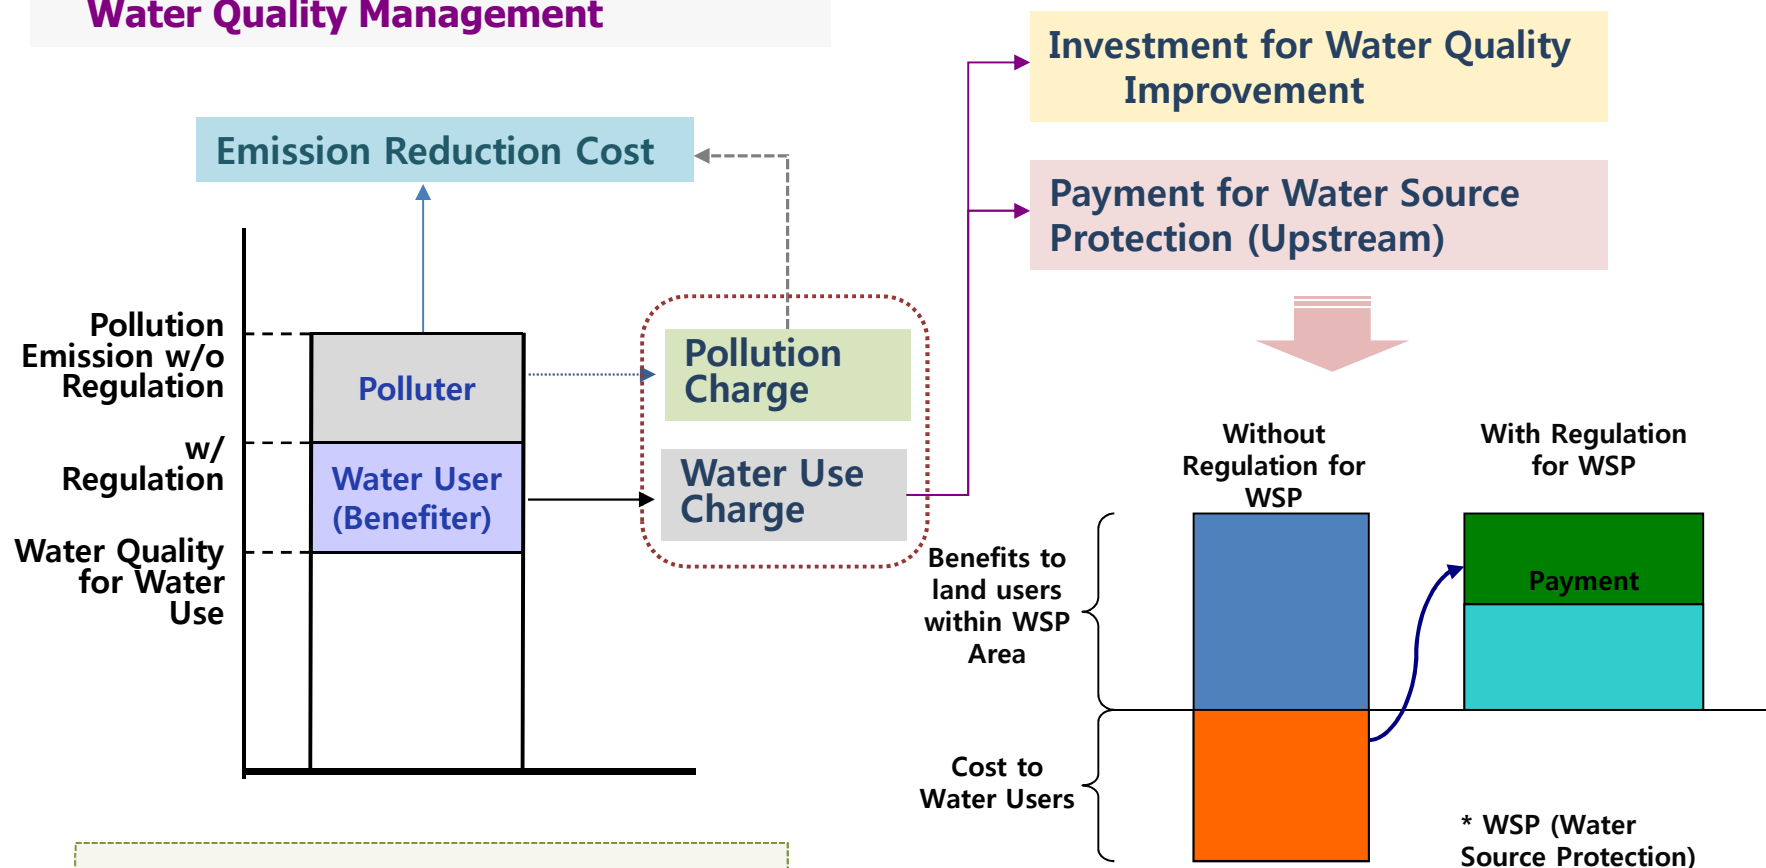 Water Quality Management
Investment for Water Quality
Improvement
Emission Reduction Cost
Payment for Water Source
Protection (Upstream)
Pollution
Emission w/o
Regulation
Polluter
Pollution
Charge
w/
Regulation
Water User
(Benefiter)
Water Use
Charge
Water Quality
for Water
Use
Without
Regulation for
WSP
With Regulation
for WSP
Benefits to
land users
within WSP
Area
Payment
Cost to
Water Users
* WSP (Water
Source Protection)